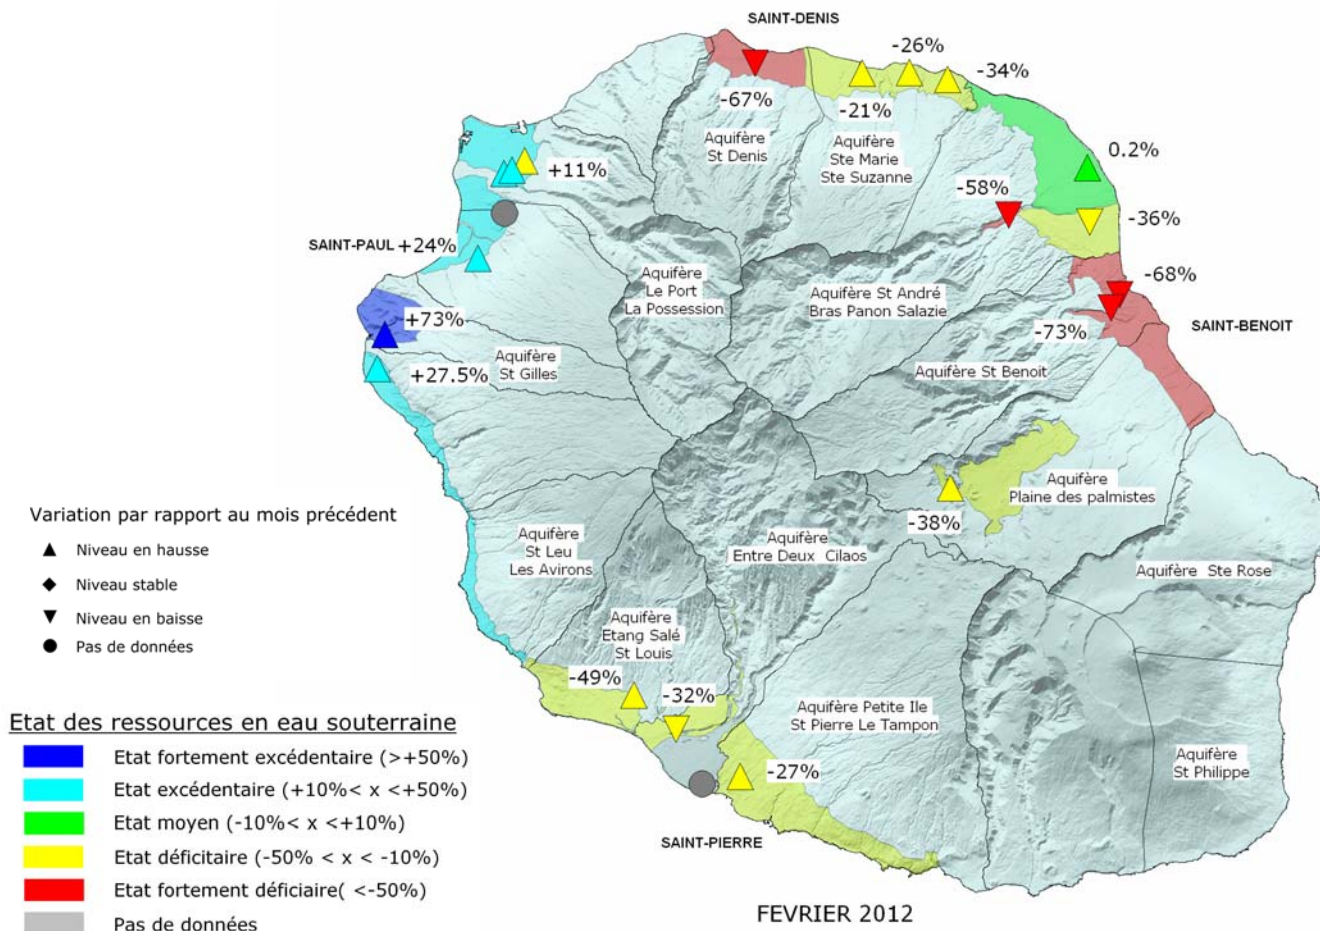 SAINT-DENIS
-26%
-34%
-67%
-21%
Aquifère
St Denis
Aquifère
Ste Marie
Ste Suzanne
0.2%
+11%
-58%
-36%
SAINT-PAUL
+24%
-68%
Aquifère
Le Port
La Possession
Aquifère St André
Bras Panon Salazie
SAINT-BENOIT
+73%
-73%
Aquifère
St Gilles
+27.5%
Aquifère St Benoit
Aquifère
Plaine des palmistes
-38%
Variation par rapport au mois précédent
Niveau en hausse
Niveau stable
Niveau en baisse
Pas de données
Aquifère
St Leu
Les Avirons
Aquifère
Entre Deux Cilaos
Aquifère Ste Rose
Aquifère
Etang Salé
St Louis
-49%
-32%
Aquifère Petite Ile
St Pierre Le Tampon
Aquifère
St Philippe
-27%
SAINT-PIERRE
Etat des ressources en eau souterraine
Etat fortement excédentaire (>+50%)
Etat excédentaire (+10%< x <+50%)
Etat moyen (-10%< x <+10%)
Etat déficitaire (-50% < x < -10%)
Etat fortement déficiaire( <-50%)
Pas de données
FEVRIER 2012